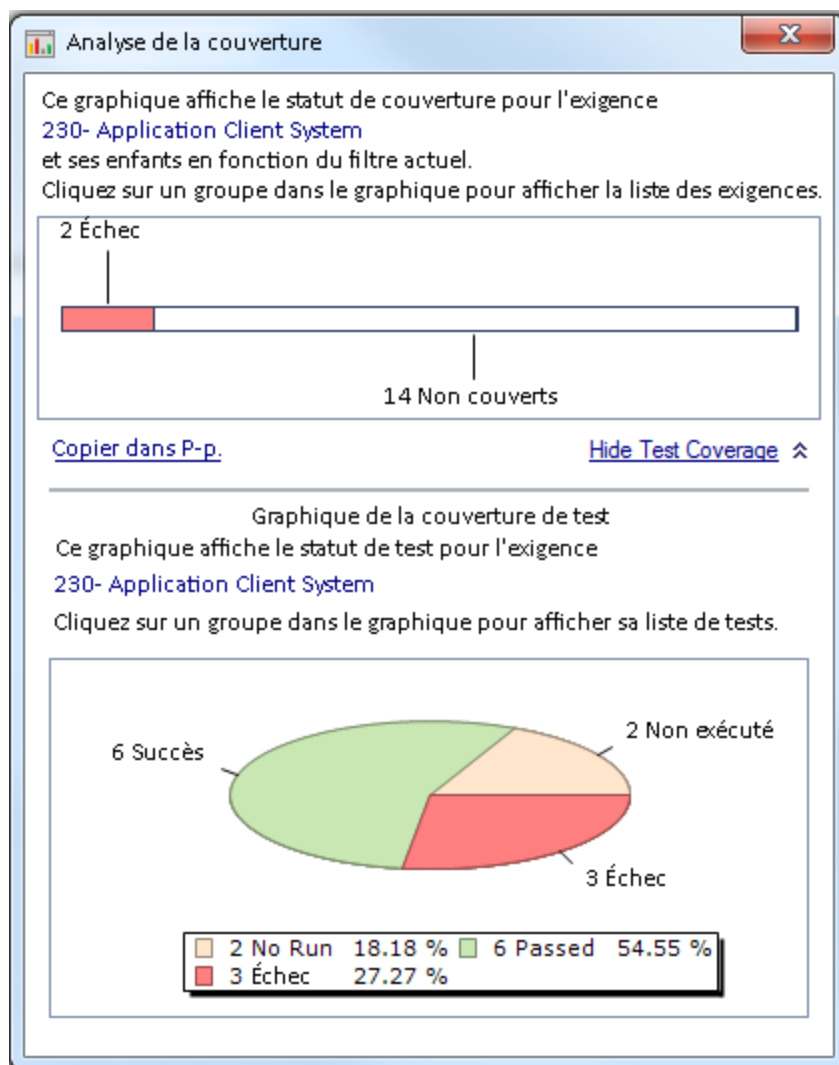 Analyse de la couverture
Ce graphique affiche le statut de couverture pour l'exigence
230- Application Client System
et ses enfants en fonction du filtre actuel.
Cliquez sur un groupe dans le graphique pour afficher la liste des exigences.
2 Échec
14 Non couverts
Copier dans P-p. Hide Test Coverage
Graphique de la couverture de test
Ce graphique affiche le statut de test pour l'exigence
230- Application Client System
Cliquez sur un groupe dans le graphique pour afficher sa liste de tests.
2 Non exécuté
6 Succès
3 Échec
2 No Run 18.18 % 6 Passed 54.55 %
3 Échec 27.27 %